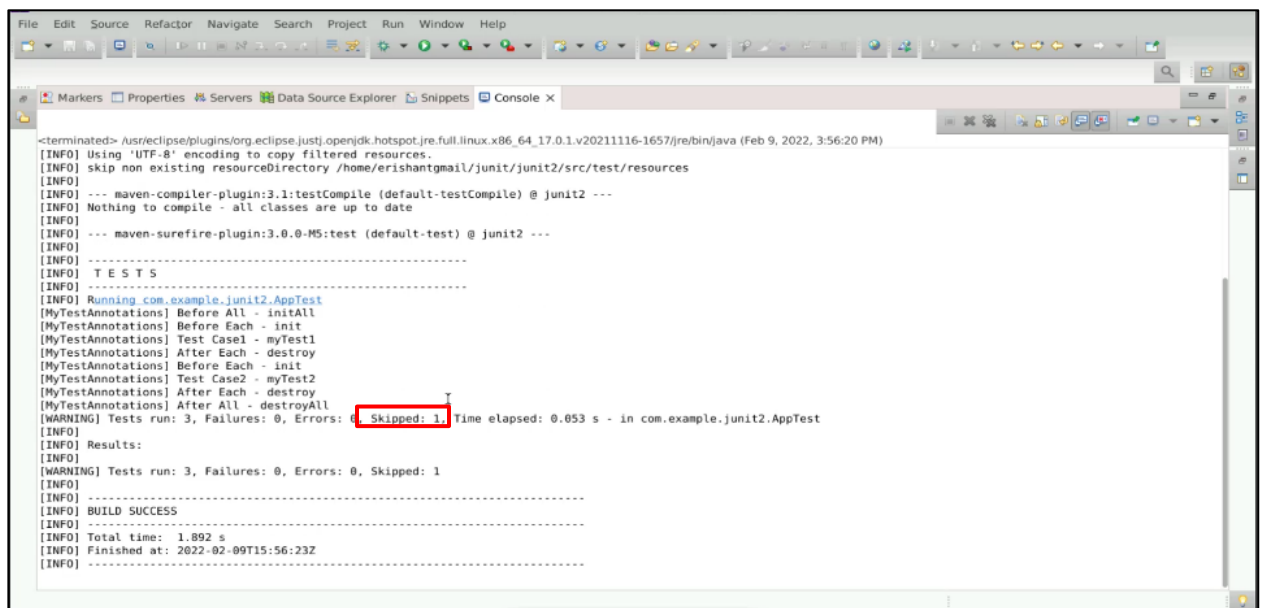 File Edit Source Refactor Navigate Search Project Run Window Help
Markers Properties Servers Data Source Explorer Snippets Console
<terminated> /usr/eclipse/plugins/org.eclipse.justj.openjdk.hotspot.jre.full.linux.x86_64_17.0.1.v20211116-1657/jre/bin/java (Feb 9, 2022, 3:56:20 PM)
[INFO] Using 'UTF-8' encoding to copy filtered resources.
[INFO] skip non existing resourceDirectory /home/erishantgmail/junit/junit2/src/test/resources
[INFO]
[INFO] --- maven-compiler-plugin:3.1:testCompile (default-testCompile) @ junit2 ---
[INFO] Nothing to compile - all classes are up to date
[INFO]
[INFO] --- maven-surefire-plugin:3.0.0-M5:test (default-test) @ junit2 ---
[INFO]
[INFO] -------------------------------------------------------
[INFO]  T E S T S
[INFO] -------------------------------------------------------
[INFO] Running com.example.junit2.AppTest
[MyTestAnnotations] Before All - initAll
[MyTestAnnotations] Before Each - init
[MyTestAnnotations] Test Case1 - myTest1
[MyTestAnnotations] After Each - destroy
[MyTestAnnotations] Before Each - init
[MyTestAnnotations] Test Case2 - myTest2
[MyTestAnnotations] After Each - destroy
[MyTestAnnotations] After All - destroyAll
[WARNING] Tests run: 3, Failures: 0, Errors: 0, Skipped: 1, Time elapsed: 0.053 s - in com.example.junit2.AppTest
[INFO]
[INFO] Results:
[INFO]
[WARNING] Tests run: 3, Failures: 0, Errors: 0, Skipped: 1
[INFO]
[INFO] ------------------------------------------------------------------------
[INFO] BUILD SUCCESS
[INFO] ------------------------------------------------------------------------
[INFO] Total time:  1.892 s
[INFO] Finished at: 2022-02-09T15:56:23Z
[INFO] ------------------------------------------------------------------------